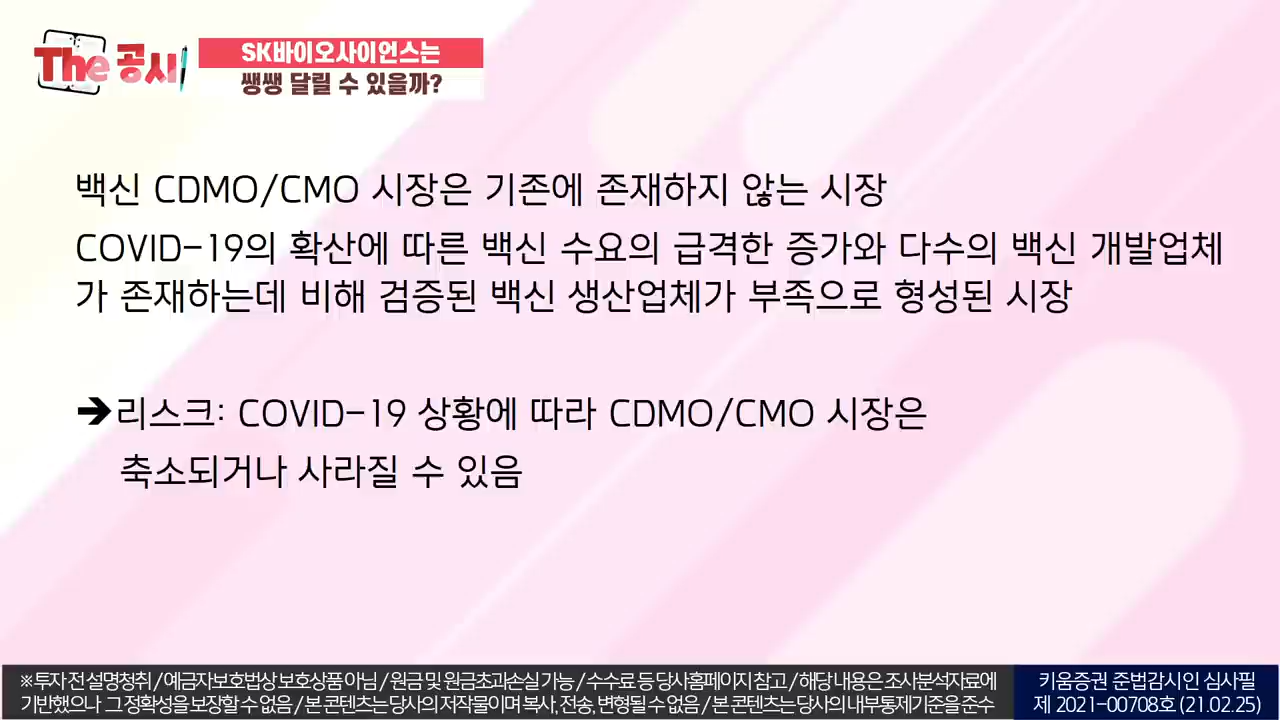 The 공시
SK바이오사이언스는
쌩쌩 달릴 수 있을까?
백신 CDMO/CMO 시장은 기존에 존재하지 않는 시장
COVID-19의 확산에 따른 백신 수요의 급격한 증가와 다수의 백신 개발업체
가 존재하는데 비해 검증된 백신 생산업체가 부족으로 형성된 시장
➔리스크: COVID-19 상황에 따라 CDMO/CMO 시장은
축소되거나 사라질 수 있음
※투자 전 설명청취 / 예금자보호법상 보호상품 아님 / 원금 및 원금초과손실 가능 / 수수료 등 당사홈페이지 참고 / 해당 내용은 조사분석자료에
기반했으나 그 정확성을 보장할 수 없음 / 본 콘텐츠는 당사의 저작물이며 복사, 전송, 변형될 수 없음 / 본 콘텐츠는 당사의 내부통제기준을 준수
키움증권 준법감시인 심사필
제 2021-00708호 (21.02.25)